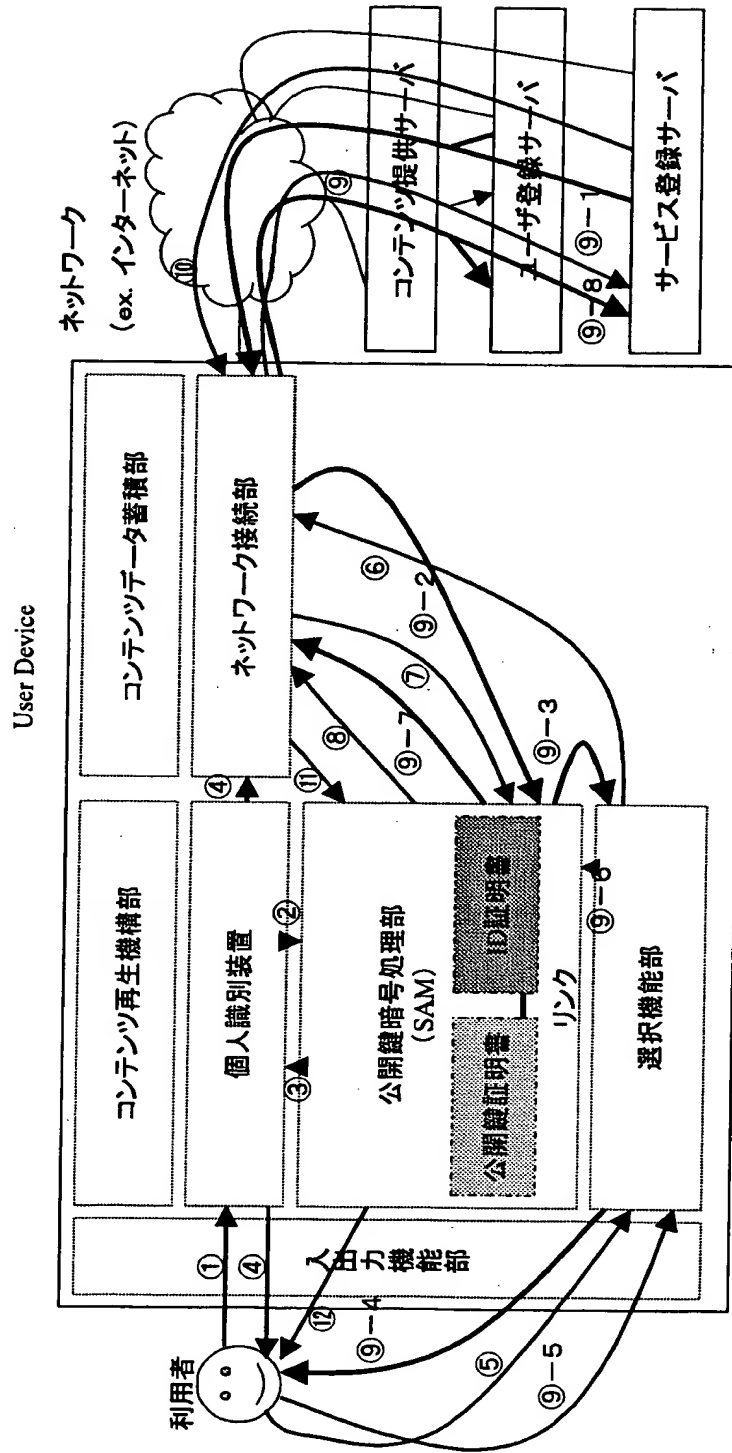 User Device
利用者
①
④
⑫
⑨-4
⑤
⑨-5
入出力機能部
コンテンツ再生機構部
個人識別装置
③
②
公開鍵暗号処理部
(SAM)
公開鍵証明書
ID証明書
リンク
⑨-6
選択機能部
コンテンツデータ蓄積部
④
ネットワーク接続部
⑪
⑧
⑨-7
⑦
⑨-2
⑥
⑨-3
ネットワーク
(ex. インターネット)
⑩
⑨
コンテンツ提供サーバ
ユーザ登録サーバ
⑨-8
⑨-1
サービス登録サーバ